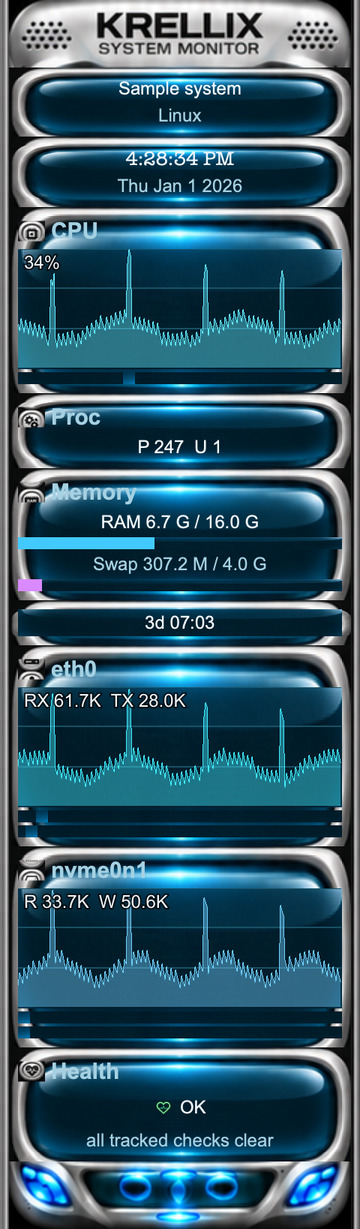 KRELLIX
SYSTEM MONITOR
Sample system
Linux
4:28:34 PM
Thu Jan 1 2026
CPU
34%
Proc
P 247 U 1
Memory
RAM 6.7 G / 16.0 G
Swap 307.2 M / 4.0 G
3d 07:03
eth0
RX 61.7K TX 28.0K
nvme0n1
R 33.7K W 50.6K
Health
OK
all tracked checks clear